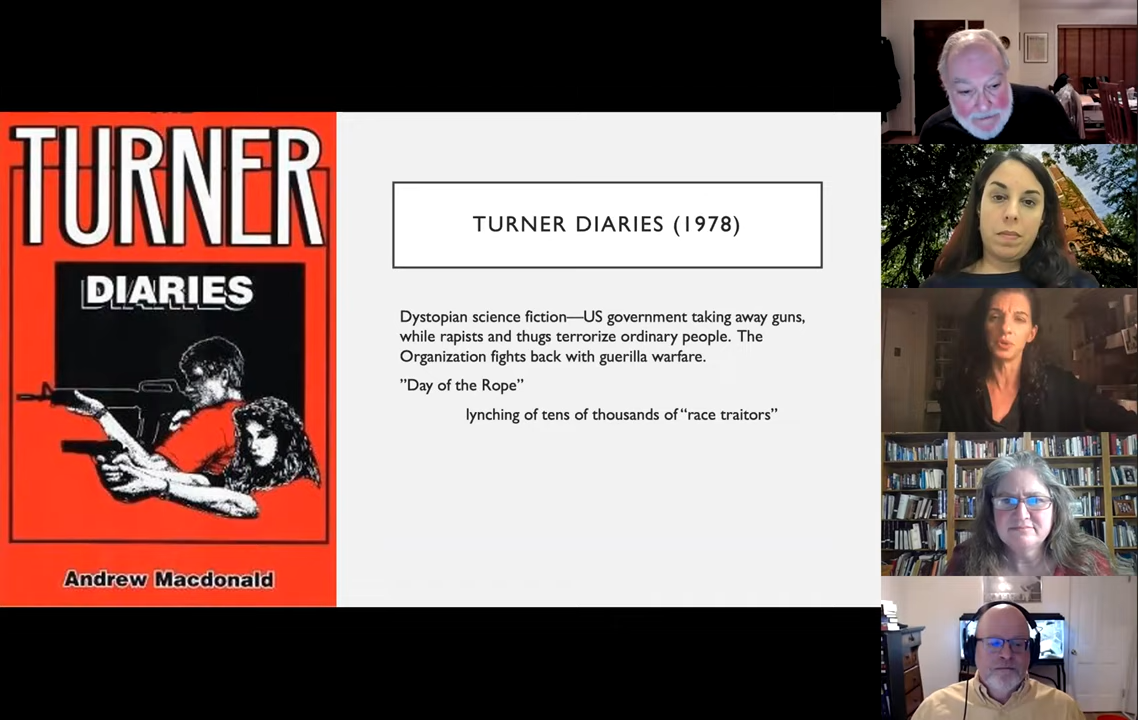 TURNER
DIARIES
Andrew Macdonald
TURNER DIARIES (1978)
Dystopian science fiction—US government taking away guns,
while rapists and thugs terrorize ordinary people. The
Organization fights back with guerilla warfare.
”Day of the Rope”
lynching of tens of thousands of “race traitors”